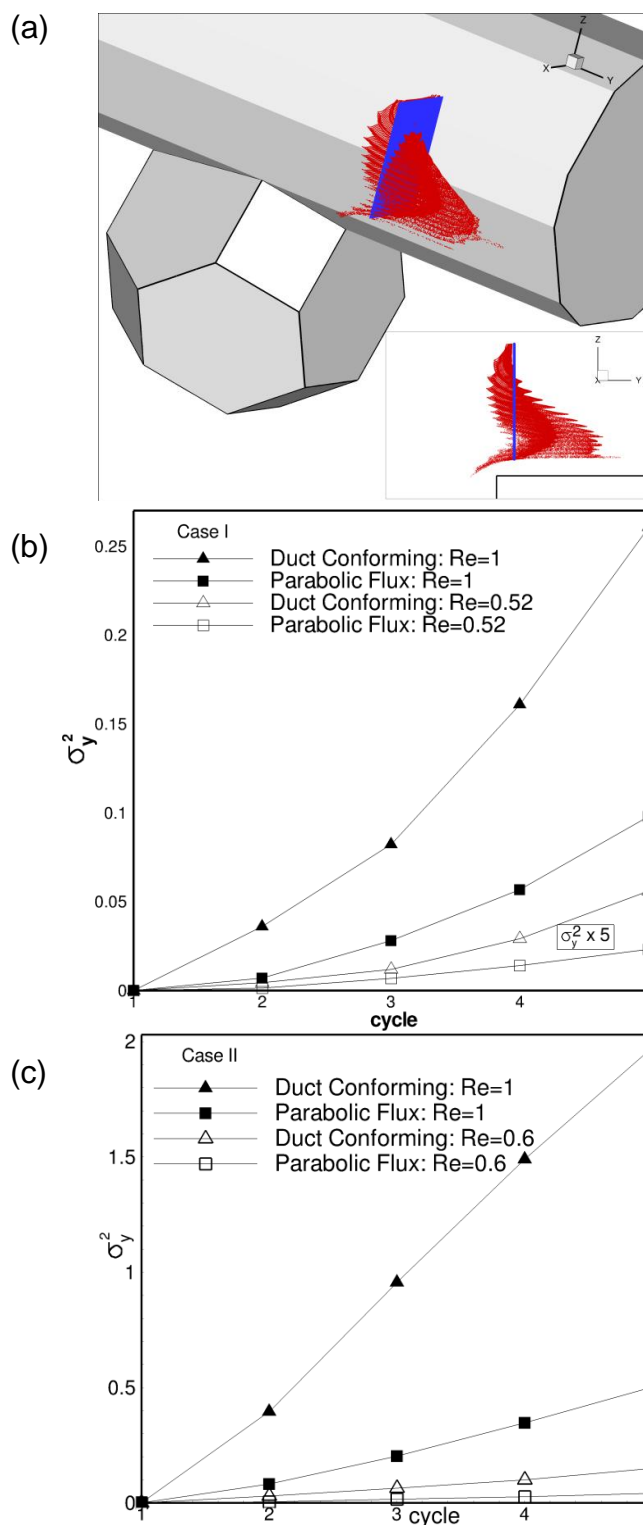 (a)
Z
X
Y
Z
X
Y
(b)
Case I
Duct Conforming: Re=1
Parabolic Flux: Re=1
Duct Conforming: Re=0.52
Parabolic Flux: Re=0.52
0.25
0.2
0.15
0.1
0.05
0
σ²y
σ²y x 5
1 2 3 4
cycle
(c)
Case II
Duct Conforming: Re=1
Parabolic Flux: Re=1
Duct Conforming: Re=0.6
Parabolic Flux: Re=0.6
2
1.5
1
0.5
0
σ²y
1 2 3 4
cycle